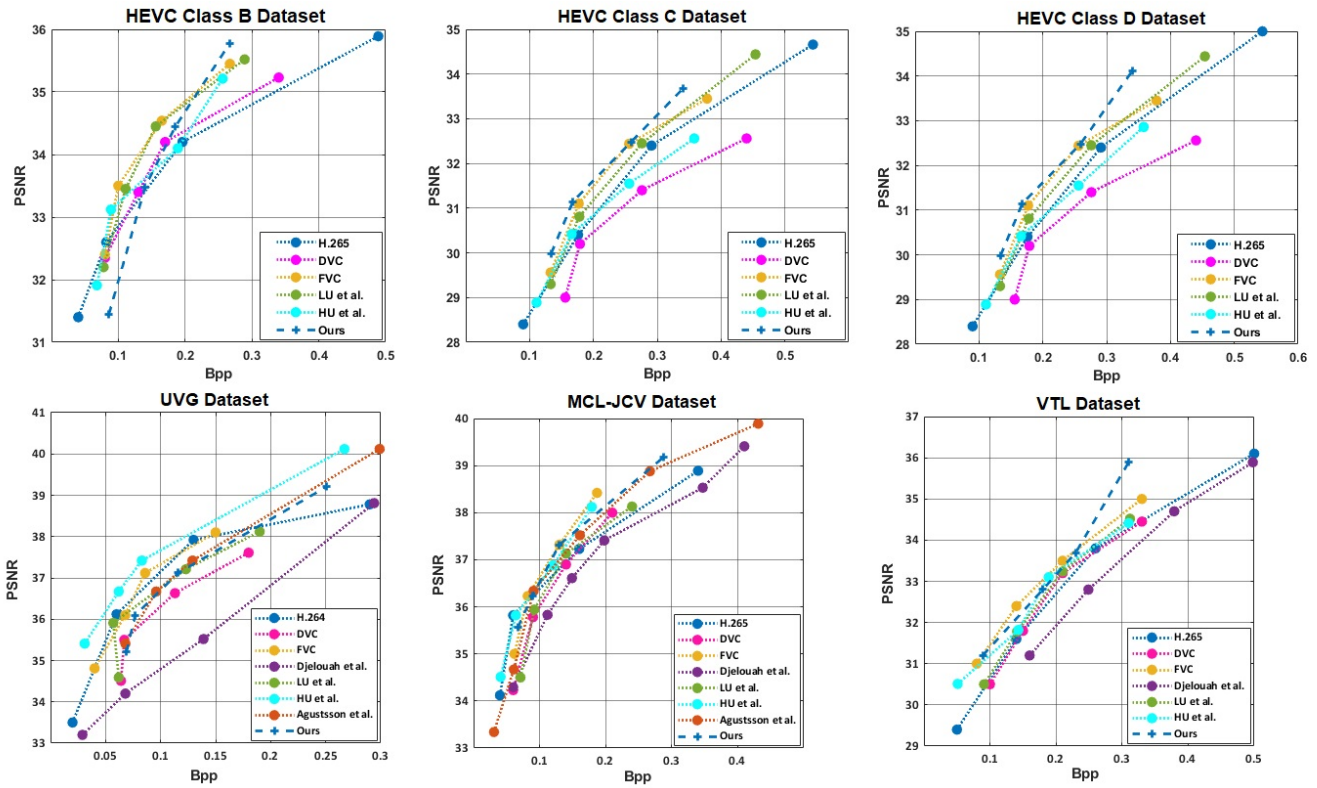 HEVC Class B Dataset
36
35
34
33
32
31
PSNR
0.1 0.2 0.3 0.4 0.5
Bpp
H.265
DVC
FVC
LU et al.
HU et al.
Ours
HEVC Class C Dataset
35
34
33
32
31
30
29
28
PSNR
0.1 0.2 0.3 0.4 0.5
Bpp
H.265
DVC
FVC
LU et al.
HU et al.
Ours
HEVC Class D Dataset
35
34
33
32
31
30
29
28
PSNR
0.1 0.2 0.3 0.4 0.5 0.6
Bpp
H.265
DVC
FVC
LU et al.
HU et al.
Ours
UVG Dataset
41
40
39
38
37
36
35
34
33
PSNR
0.05 0.1 0.15 0.2 0.25 0.3
Bpp
H.264
DVC
FVC
Djelouah et al.
LU et al.
HU et al.
Agustsson et al.
Ours
MCL-JCV Dataset
40
39
38
37
36
35
34
33
PSNR
0.1 0.2 0.3 0.4
Bpp
H.265
DVC
FVC
Djelouah et al.
LU et al.
HU et al.
Agustsson et al.
Ours
VTL Dataset
37
36
35
34
33
32
31
30
29
PSNR
0.1 0.2 0.3 0.4 0.5
Bpp
H.265
DVC
FVC
Djelouah et al.
LU et al.
HU et al.
Ours